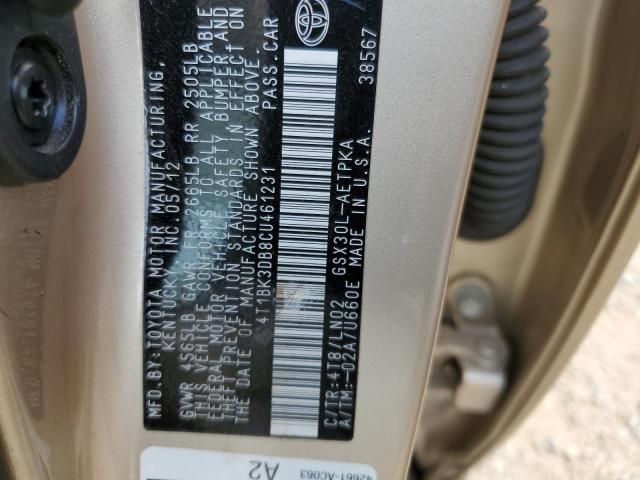 MFD.BY:TOYOTA MOTOR MANUFACTURING,
KENTUCKY INC. 05/12
GVWR 4565LB GAWR FR 2665LB RR 2505LB
THIS VEHICLE CONFORMS TO ALL APPLICABLE
FEDERAL MOTOR VEHICLE SAFETY, BUMPER AND
THEFT PREVENTION STANDARDS IN EFFECT ON
THE DATE OF MANUFACTURE SHOWN ABOVE.
4T1BK3DB8CU461231 PASS.CAR
C/TR:4T8/LN02 GSX30L-AETPKA
A/TM:-02A/U660E MADE IN U.S.A. 38567
42661-AC063
A2